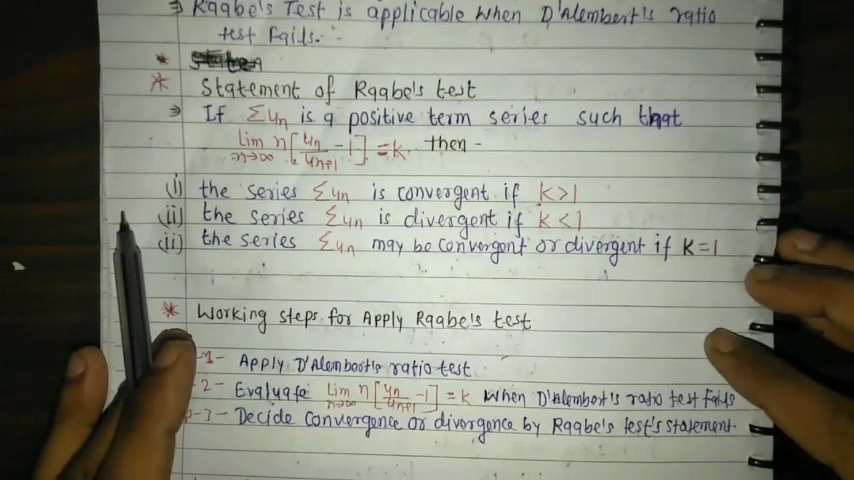 ⇒ Raabe's Test is applicable when D'Alembert's ratio
test Fails.
* Statement of Raabe's test
⇒ If Σun is a positive term series such that
lim n→∞ n[un/un+1 -1] = k. then -
(i) the series Σun is convergent if k>1
(ii) the series Σun is divergent if k<1
(ii) the series Σun may be convergent or divergent if k=1
* Working steps for Apply Raabe's test
-1- Apply D'Alembert's ratio test.
-2- Evaluate lim n→∞ n[un/un+1 -1] = k when D'Alembert's ratio test fails
-3- Decide convergence or divergence by Raabe's test's statement.